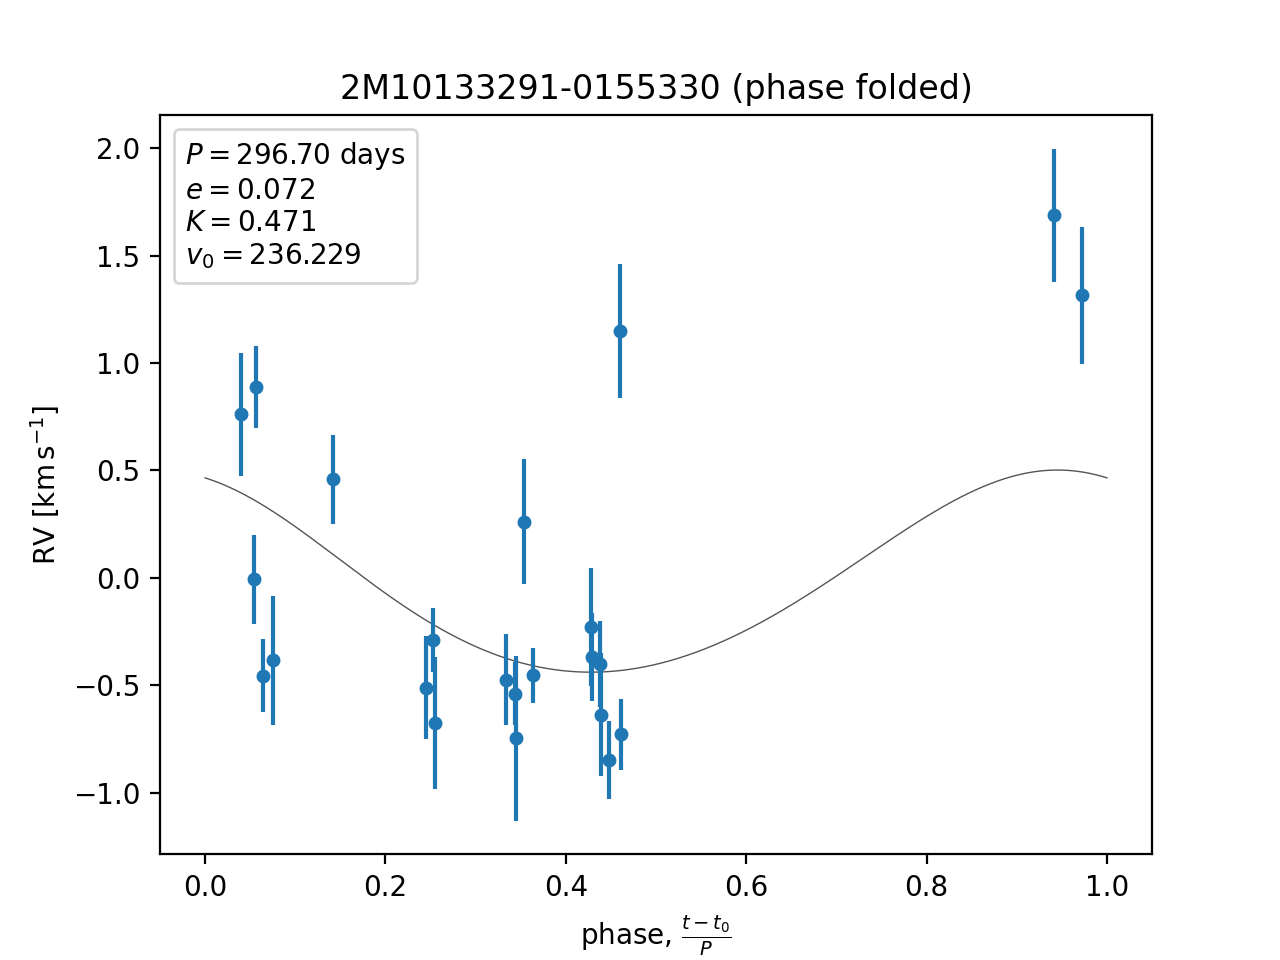 2M10133291-0155330 (phase folded)
P = 296.70 days
e = 0.072
K = 0.471
v₀ = 236.229
2.0
1.5
1.0
0.5
0.0
−0.5
−1.0
RV [km s⁻¹]
0.0 0.2 0.4 0.6 0.8 1.0
phase, (t − t₀)/P